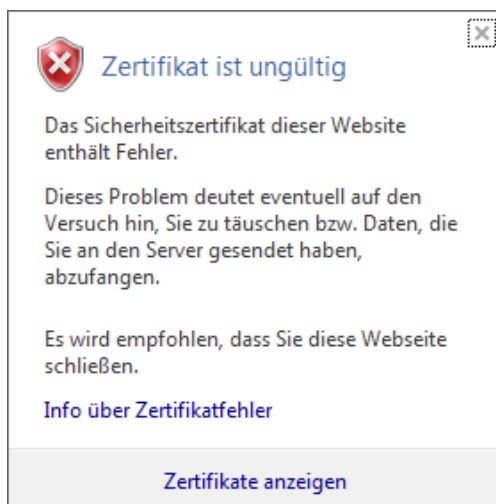 Zertifikat ist ungültig
Das Sicherheitszertifikat dieser Website
enthält Fehler.
Dieses Problem deutet eventuell auf den
Versuch hin, Sie zu täuschen bzw. Daten, die
Sie an den Server gesendet haben,
abzufangen.
Es wird empfohlen, dass Sie diese Webseite
schließen.
Info über Zertifikatfehler
Zertifikate anzeigen